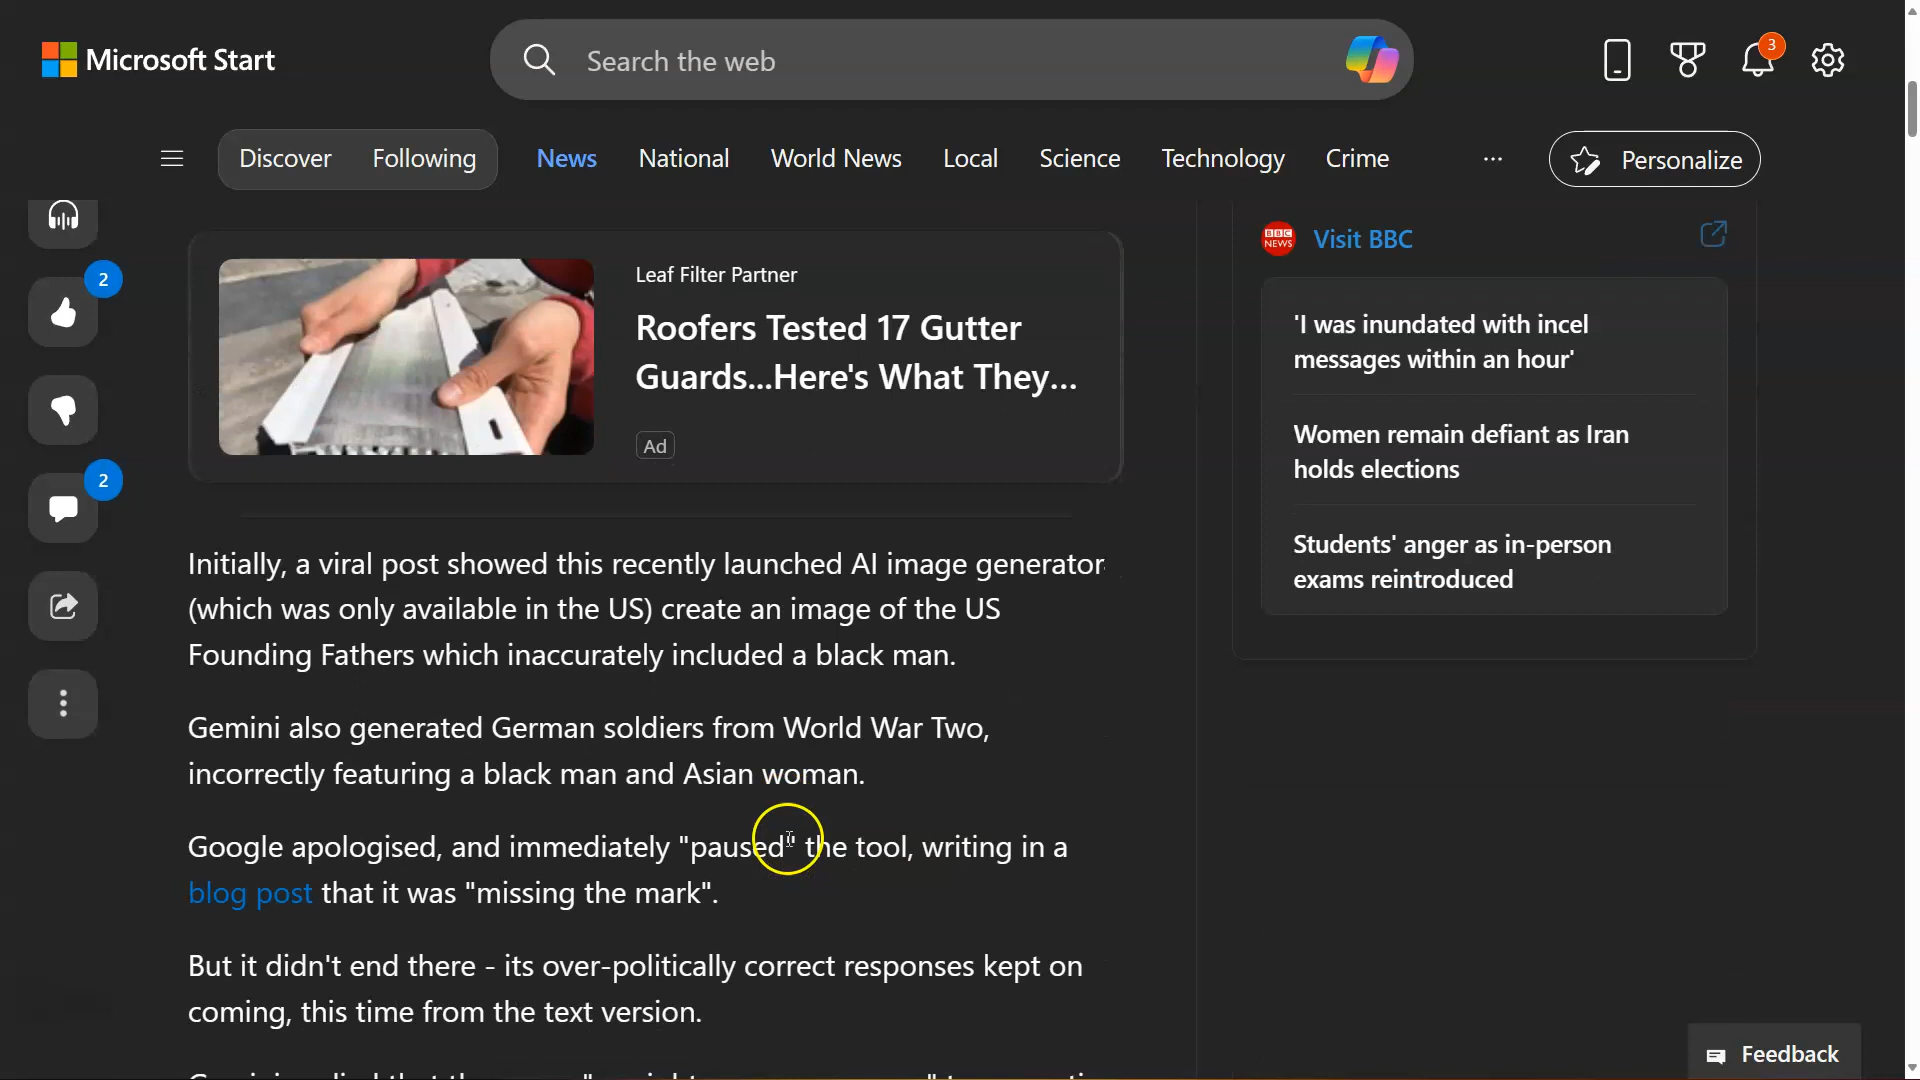 Microsoft Start
Search the web
3
Discover
Following
News
National
World News
Local
Science
Technology
Crime
...
Personalize
2
2
Leaf Filter Partner
Roofers Tested 17 Gutter
Guards...Here's What They...
Ad
Initially, a viral post showed this recently launched AI image generator
(which was only available in the US) create an image of the US
Founding Fathers which inaccurately included a black man.
Gemini also generated German soldiers from World War Two,
incorrectly featuring a black man and Asian woman.
Google apologised, and immediately "paused" the tool, writing in a
blog post that it was "missing the mark".
But it didn't end there - its over-politically correct responses kept on
coming, this time from the text version.
BBC
NEWS
Visit BBC
'I was inundated with incel
messages within an hour'
Women remain defiant as Iran
holds elections
Students' anger as in-person
exams reintroduced
Feedback